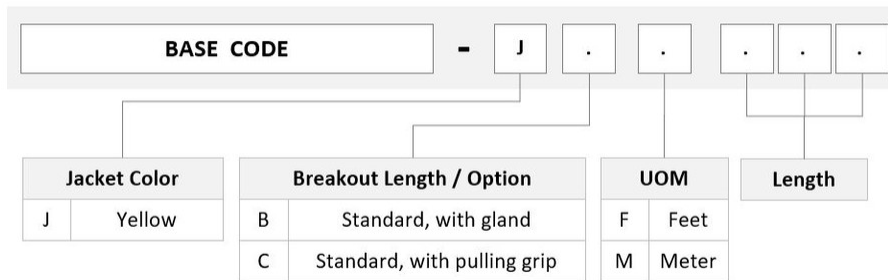 BASE CODE - J . . . . .
Jacket Color
J Yellow
Breakout Length / Option
B Standard, with gland
C Standard, with pulling grip
UOM
F Feet
M Meter
Length